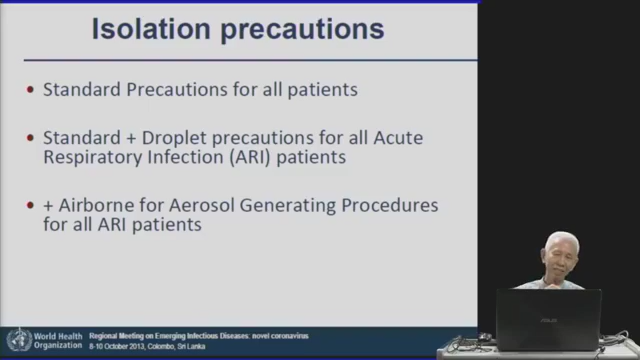 Isolation precautions
• Standard Precautions for all patients
• Standard + Droplet precautions for all Acute
Respiratory Infection (ARI) patients
• + Airborne for Aerosol Generating Procedures
for all ARI patients
World Health
Organization
Regional Meeting on Emerging Infectious Diseases: novel coronavirus
8-10 October 2013, Colombo, Sri Lanka
ASUS